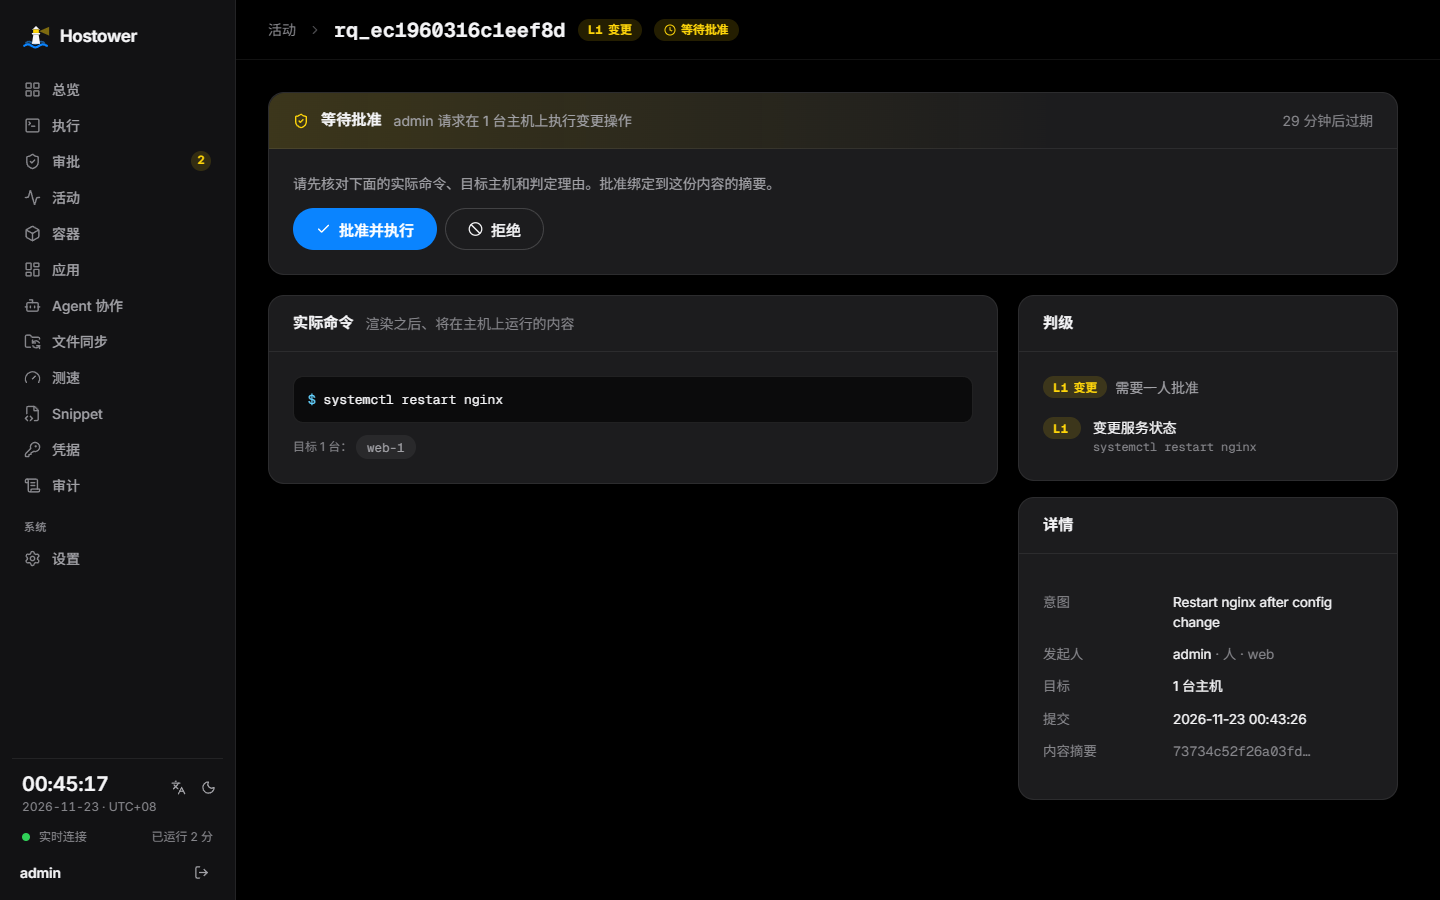 Hostower
总览
执行
审批 2
活动
容器
应用
Agent 协作
文件同步
测速
Snippet
凭据
审计
系统
设置
00:45:17
2026-11-23 · UTC+08
实时连接 已运行 2 分
admin
活动 rq_ec1960316c1eef8d L1 变更 等待批准
等待批准 admin 请求在 1 台主机上执行变更操作 29 分钟后过期
请先核对下面的实际命令、目标主机和判定理由。批准绑定到这份内容的摘要。
批准并执行 拒绝
实际命令 渲染之后、将在主机上运行的内容
$ systemctl restart nginx
目标 1 台： web-1
判级
L1 变更 需要一人批准
L1 变更服务状态
systemctl restart nginx
详情
意图 Restart nginx after config
change
发起人 admin · 人 · web
目标 1 台主机
提交 2026-11-23 00:43:26
内容摘要 73734c52f26a03fd…